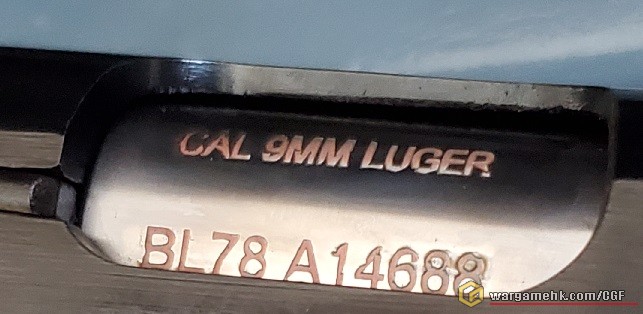 CAL 9MM LUGER
BL78 A14688
wargamehk.com/CGF